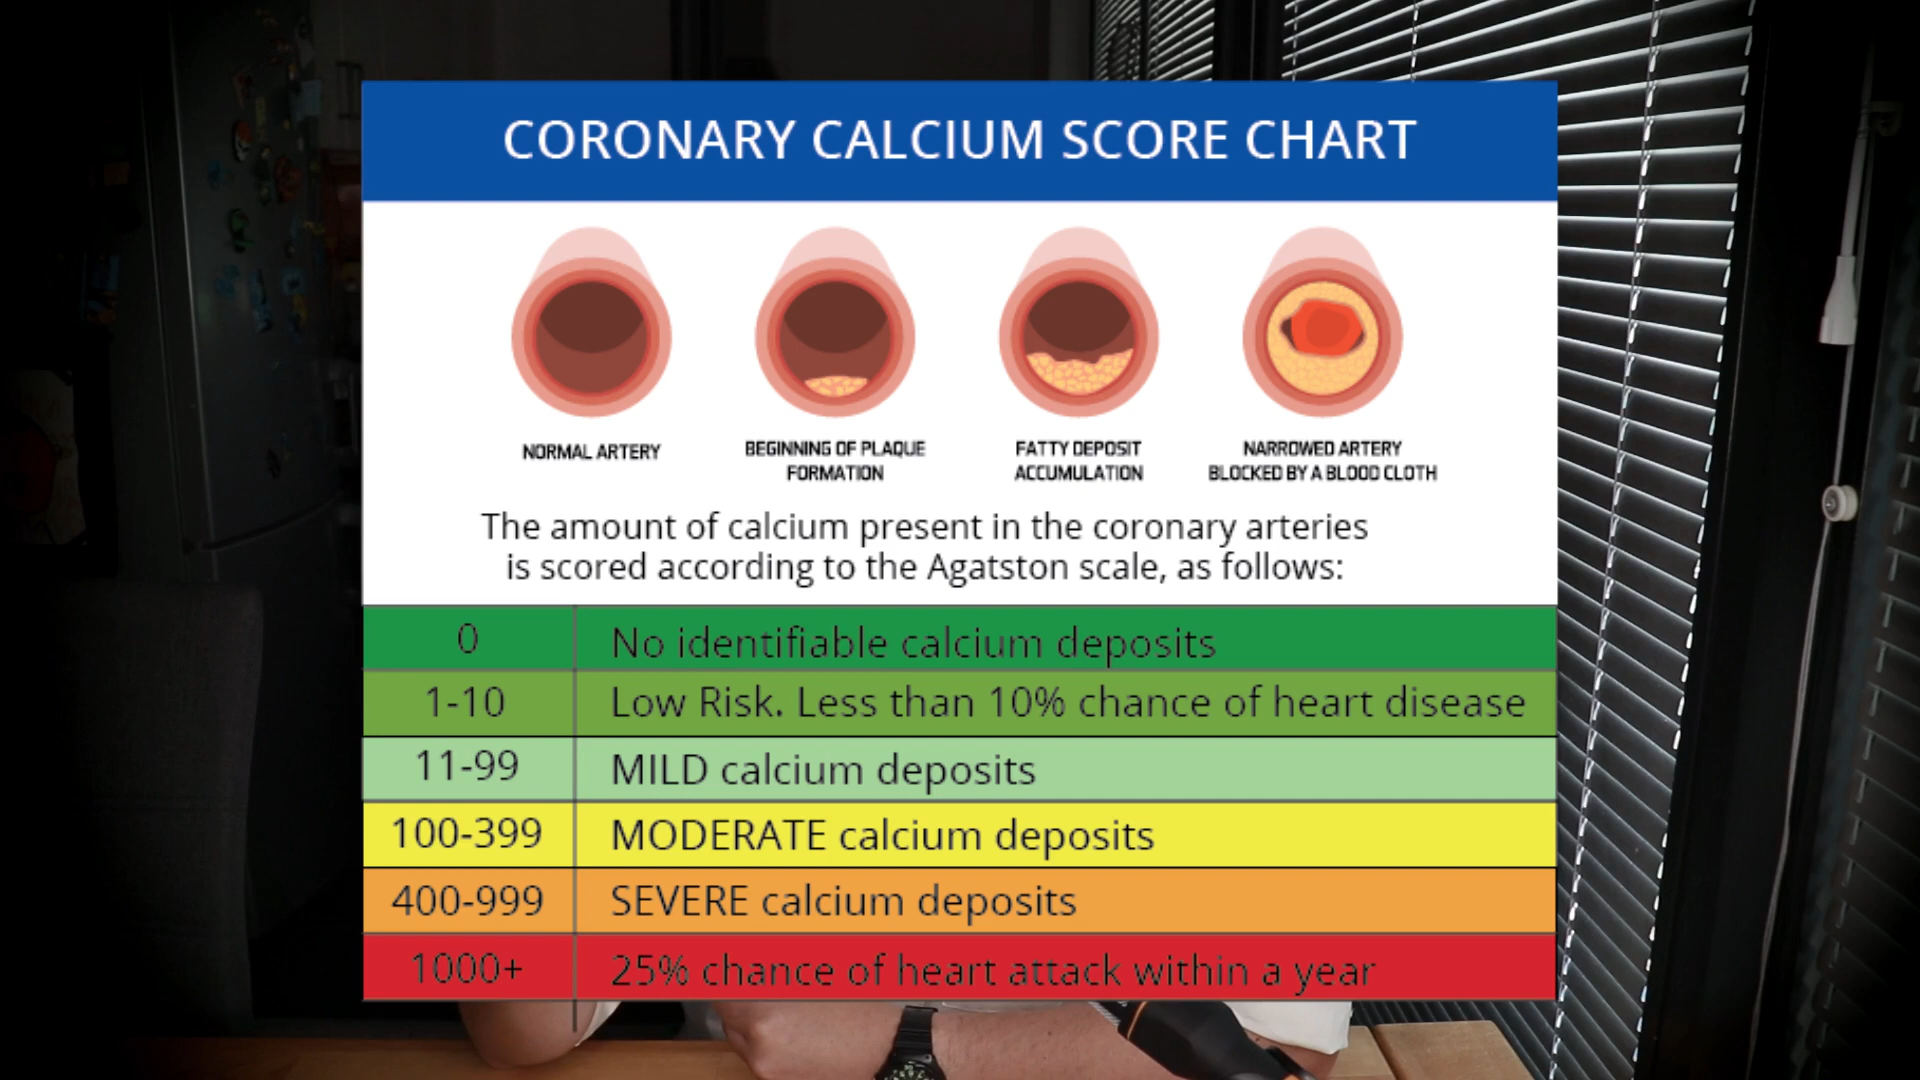 CORONARY CALCIUM SCORE CHART
NORMAL ARTERY
BEGINNING OF PLAQUE
FORMATION
FATTY DEPOSIT
ACCUMULATION
NARROWED ARTERY
BLOCKED BY A BLOOD CLOTH
The amount of calcium present in the coronary arteries
is scored according to the Agatston scale, as follows:
0 No identifiable calcium deposits
1-10 Low Risk. Less than 10% chance of heart disease
11-99 MILD calcium deposits
100-399 MODERATE calcium deposits
400-999 SEVERE calcium deposits
1000+ 25% chance of heart attack within a year